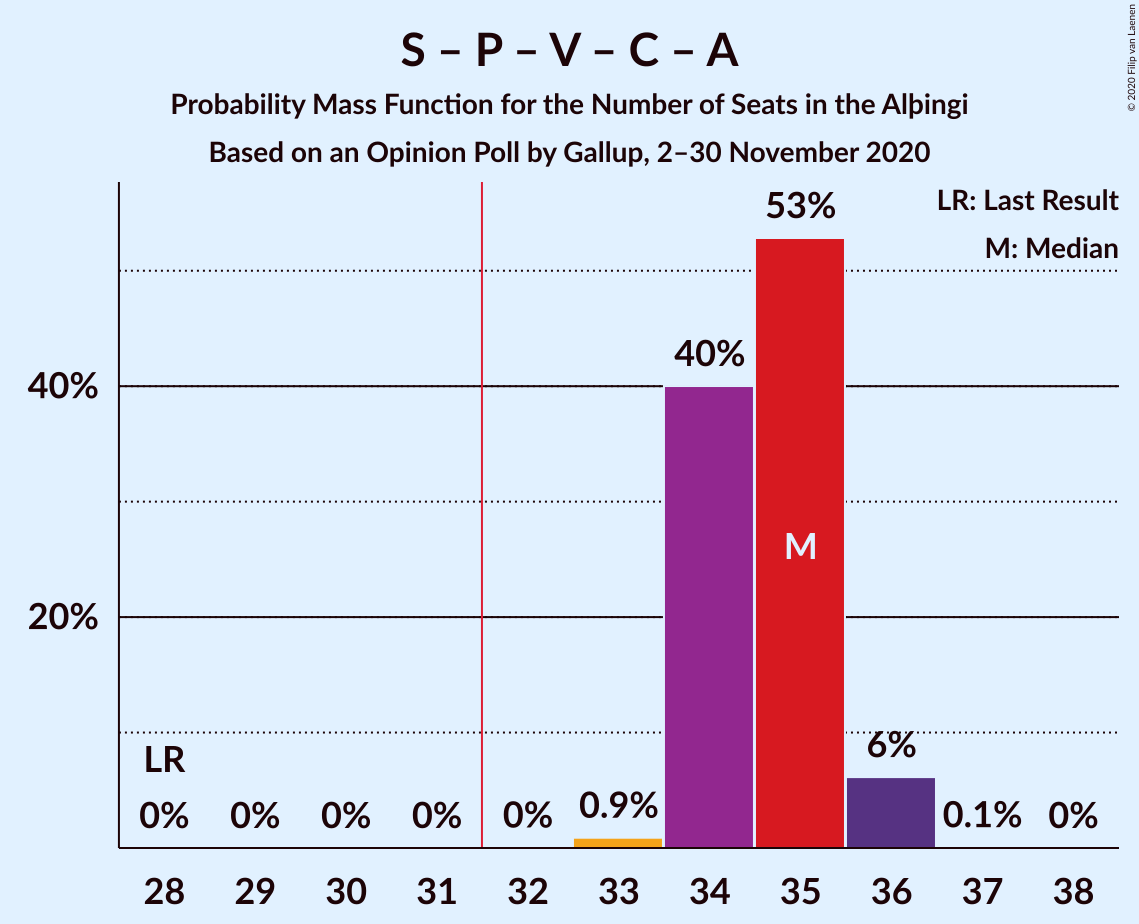 S – P – V – C – A
Probability Mass Function for the Number of Seats in the Alþingi
Based on an Opinion Poll by Gallup, 2–30 November 2020
© 2020 Filip van Laenen
LR: Last Result
M: Median
53%
40%
40%
M
20%
6%
LR
0% 0% 0% 0% 0% 0.9% 0.1% 0%
28 29 30 31 32 33 34 35 36 37 38